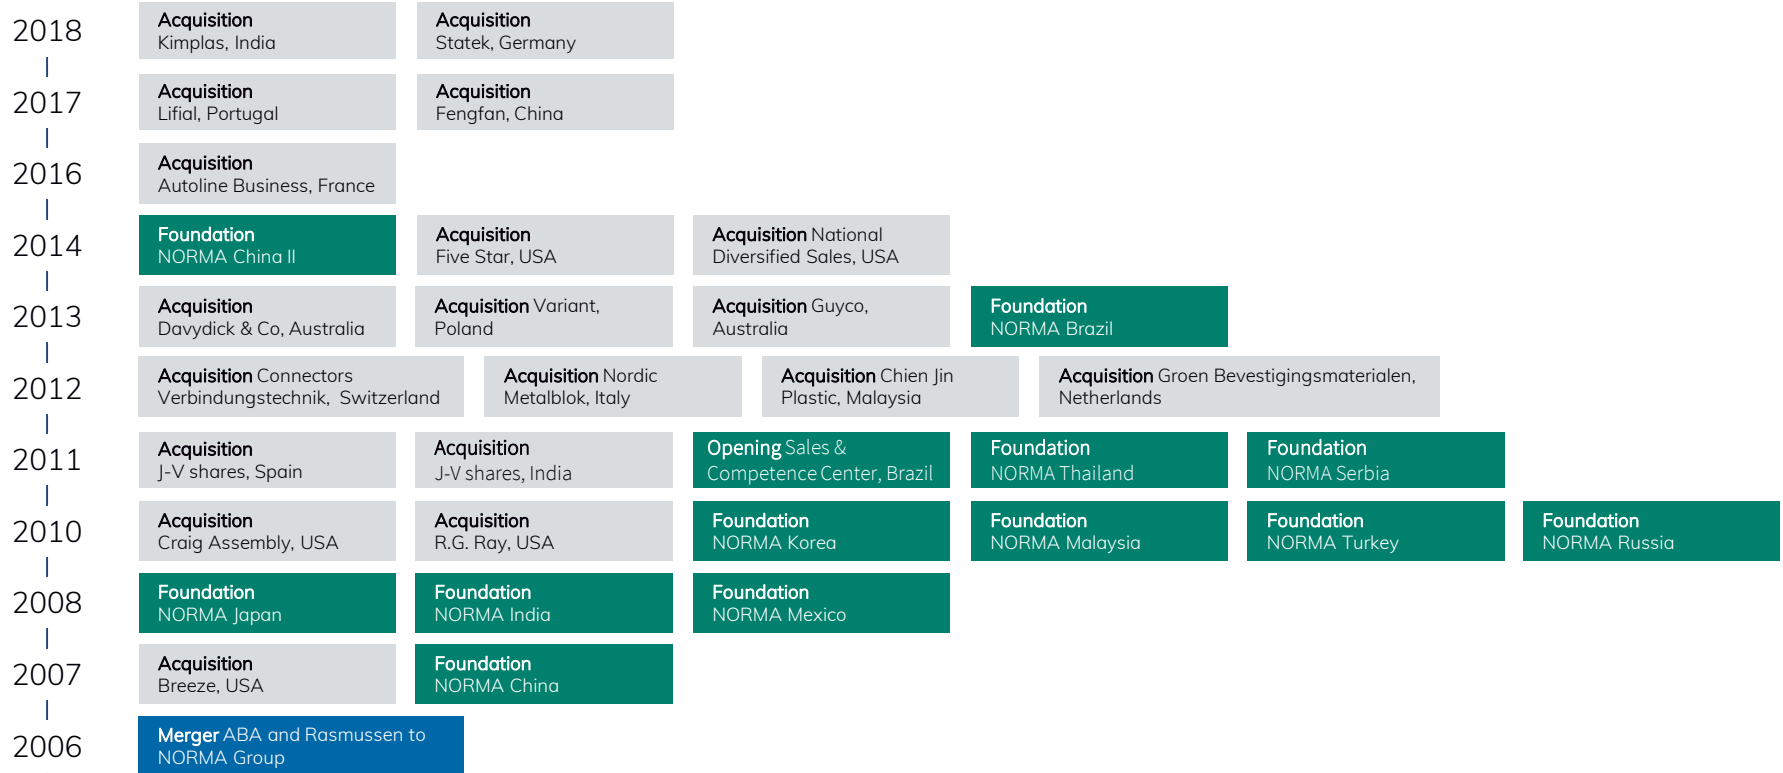 2018
Acquisition
Kimplas, India
Acquisition
Statek, Germany
2017
Acquisition
Lifial, Portugal
Acquisition
Fengfan, China
2016
Acquisition
Autoline Business, France
2014
Foundation
NORMA China II
Acquisition
Five Star, USA
Acquisition National
Diversified Sales, USA
2013
Acquisition
Davydick & Co, Australia
Acquisition Variant,
Poland
Acquisition Guyco,
Australia
Foundation
NORMA Brazil
2012
Acquisition Connectors
Verbindungstechnik, Switzerland
Acquisition Nordic
Metalblok, Italy
Acquisition Chien Jin
Plastic, Malaysia
Acquisition Groen Bevestigingsmaterialen,
Netherlands
2011
Acquisition
J-V shares, Spain
Acquisition
J-V shares, India
Opening Sales &
Competence Center, Brazil
Foundation
NORMA Thailand
Foundation
NORMA Serbia
2010
Acquisition
Craig Assembly, USA
Acquisition
R.G. Ray, USA
Foundation
NORMA Korea
Foundation
NORMA Malaysia
Foundation
NORMA Turkey
Foundation
NORMA Russia
2008
Foundation
NORMA Japan
Foundation
NORMA India
Foundation
NORMA Mexico
2007
Acquisition
Breeze, USA
Foundation
NORMA China
2006
Merger ABA and Rasmussen to
NORMA Group